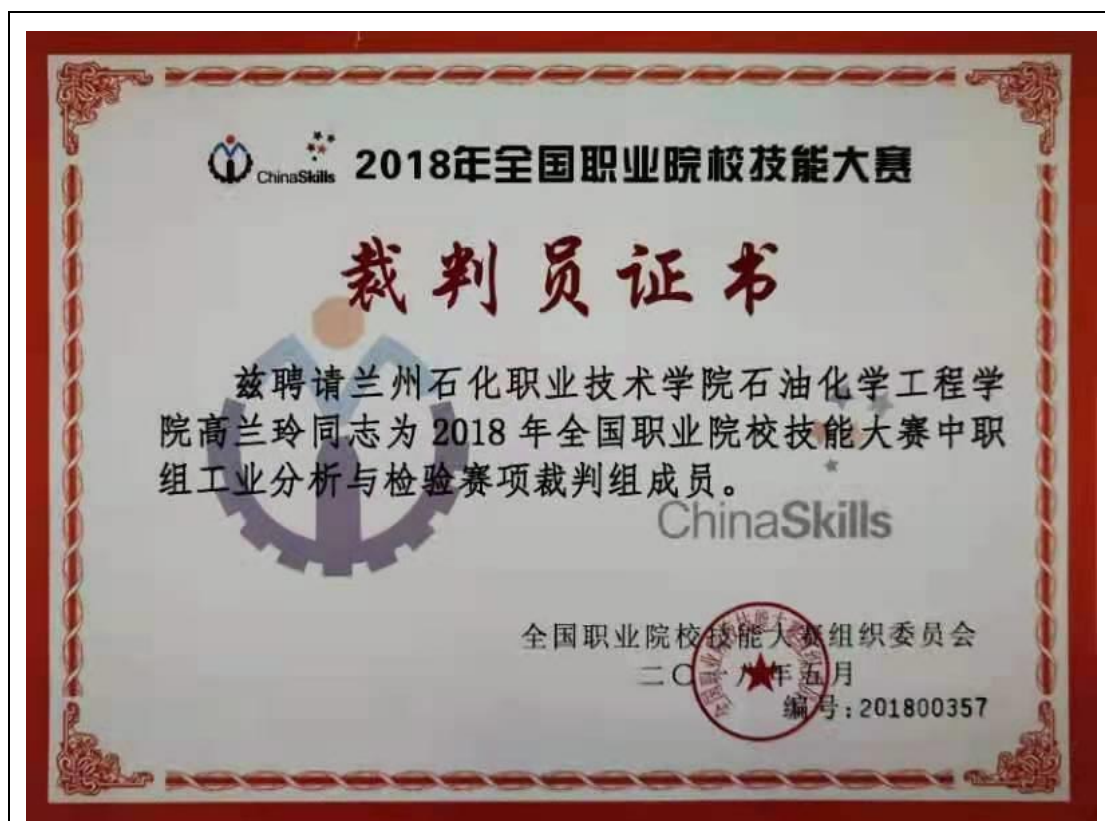 ChinaSkills 2018年全国职业院校技能大赛
裁判员证书
兹聘请兰州石化职业技术学院石油化学工程学
院高兰玲同志为 2018 年全国职业院校技能大赛中职
组工业分析与检验赛项裁判组成员。
ChinaSkills
全国职业院校技能大赛组织委员会
二〇一八年五月
编号:201800357